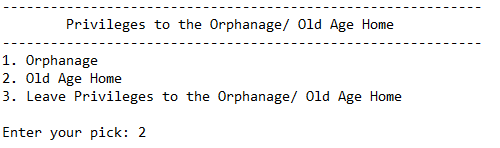 ------------------------------------------------------------
Privileges to the Orphanage/ Old Age Home
------------------------------------------------------------
1. Orphanage
2. Old Age Home
3. Leave Privileges to the Orphanage/ Old Age Home
Enter your pick: 2